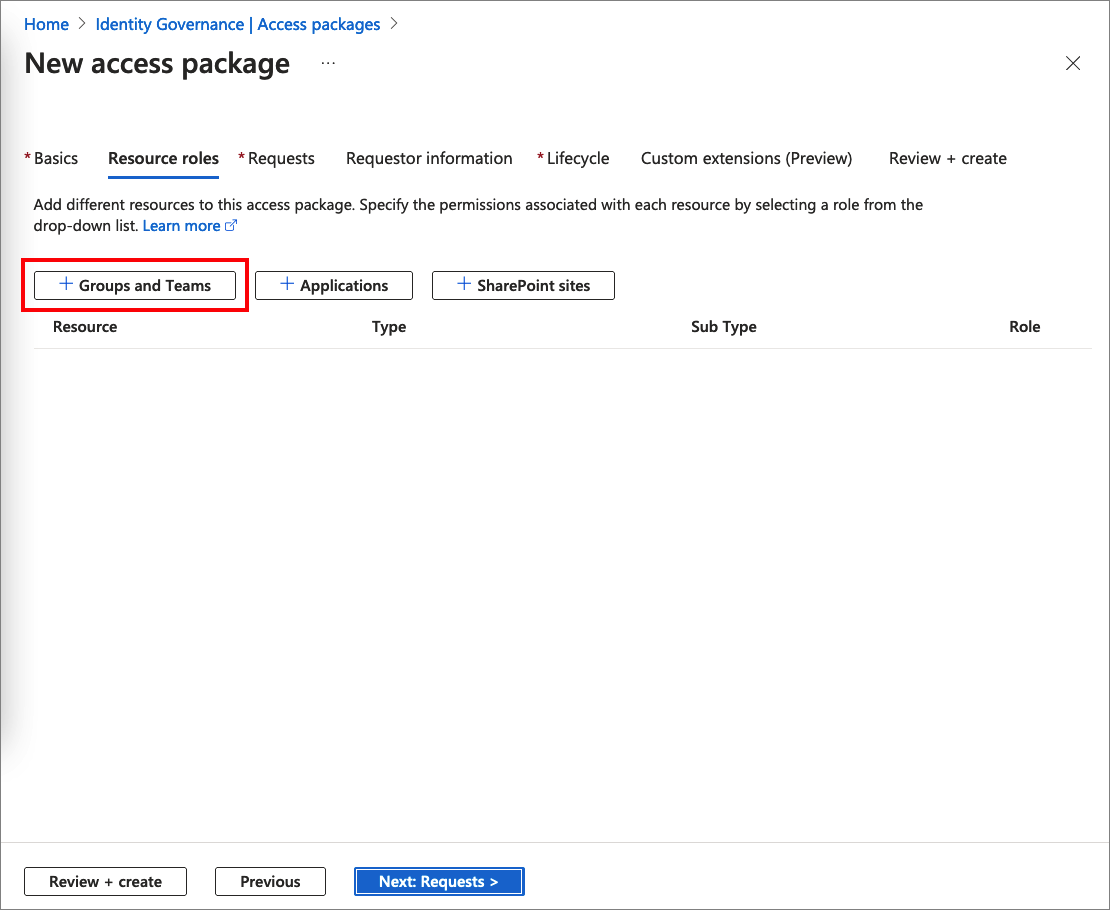 Home > Identity Governance | Access packages >
New access package ...
* Basics Resource roles * Requests Requestor information * Lifecycle Custom extensions (Preview) Review + create
Add different resources to this access package. Specify the permissions associated with each resource by selecting a role from the
drop-down list. Learn more
+ Groups and Teams + Applications + SharePoint sites
Resource Type Sub Type Role
Review + create Previous Next: Requests >